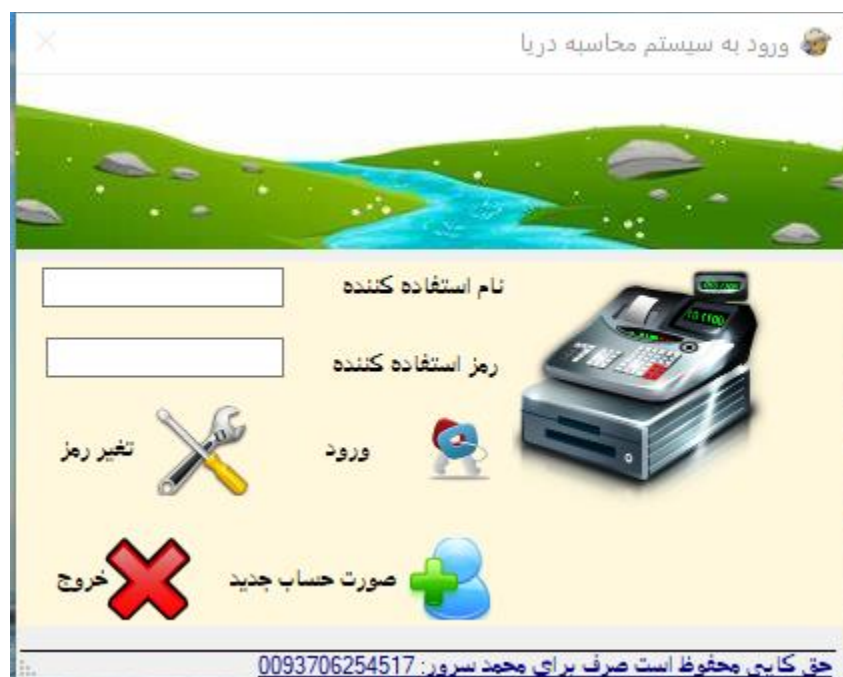 ورود به سیستم محاسبه دریا
نام استفاده کننده
رمز استفاده کننده
ورود
تغیر رمز
صورت حساب جدید
خروج
حق کاپی محفوظ است صرف برای محمد سرور: 0093706254517